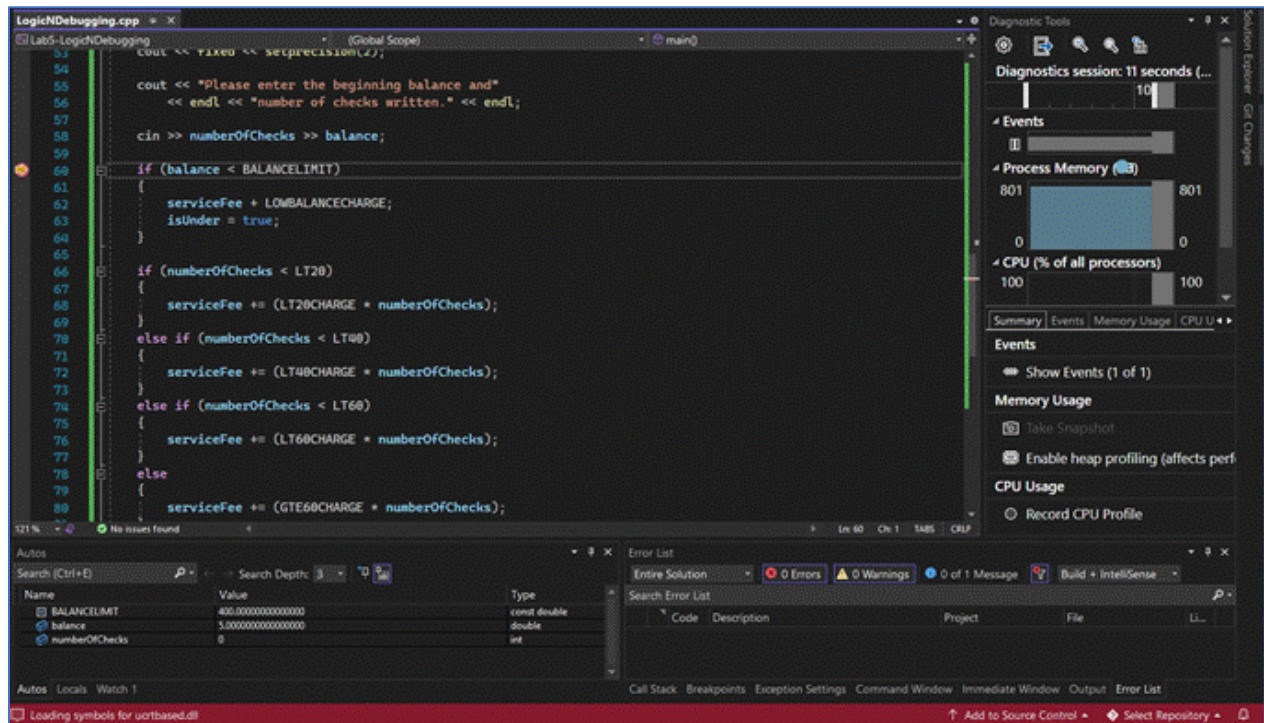 LogicNDebugging.cpp
Lab5-LogicNDebugging
(Global Scope)
main()
53 cout << fixed << setprecision(2);
54
55 cout << "Please enter the beginning balance and"
56 << endl << "number of checks written." << endl;
57
58 cin >> numberOfChecks >> balance;
59
60 if (balance < BALANCELIMIT)
61 {
62 serviceFee + LOWBALANCECHARGE;
63 isUnder = true;
64 }
65
66 if (numberOfChecks < LT20)
67 {
68 serviceFee += (LT20CHARGE * numberOfChecks);
69 }
70 else if (numberOfChecks < LT40)
71 {
72 serviceFee += (LT40CHARGE * numberOfChecks);
73 }
74 else if (numberOfChecks < LT60)
75 {
76 serviceFee += (LT60CHARGE * numberOfChecks);
77 }
78 else
79 {
80 serviceFee += (GTE60CHARGE * numberOfChecks);
121 %
No issues found
Ln: 60 Ch: 1 TABS CRLF
Diagnostic Tools
Diagnostics session: 11 seconds (...
10
Events
Process Memory
801 801
0 0
CPU (% of all processors)
100 100
Summary Events Memory Usage CPU U
Events
Show Events (1 of 1)
Memory Usage
Take Snapshot
Enable heap profiling (affects perf
CPU Usage
Record CPU Profile
Solution Explorer
Git Changes
Autos
Search (Ctrl+E)
Search Depth: 3
Name Value Type
BALANCELIMIT 400.0000000000000 const double
balance 5.0000000000000000 double
numberOfChecks 0 int
Autos Locals Watch 1
Error List
Entire Solution 0 Errors 0 Warnings 0 of 1 Message Build + IntelliSense
Search Error List
Code Description Project File Li...
Call Stack Breakpoints Exception Settings Command Window Immediate Window Output Error List
Loading symbols for ucrtbased.dll
Add to Source Control
Select Repository